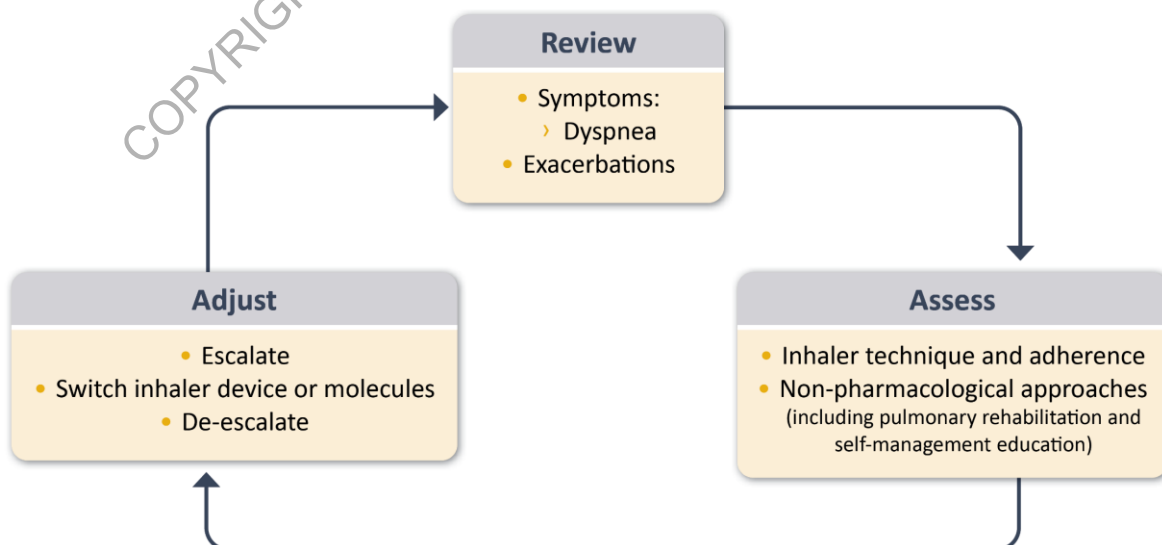 COPYRIGH
Review
• Symptoms:
› Dyspnea
• Exacerbations
Adjust
• Escalate
• Switch inhaler device or molecules
• De-escalate
Assess
• Inhaler technique and adherence
• Non-pharmacological approaches
(including pulmonary rehabilitation and
self-management education)